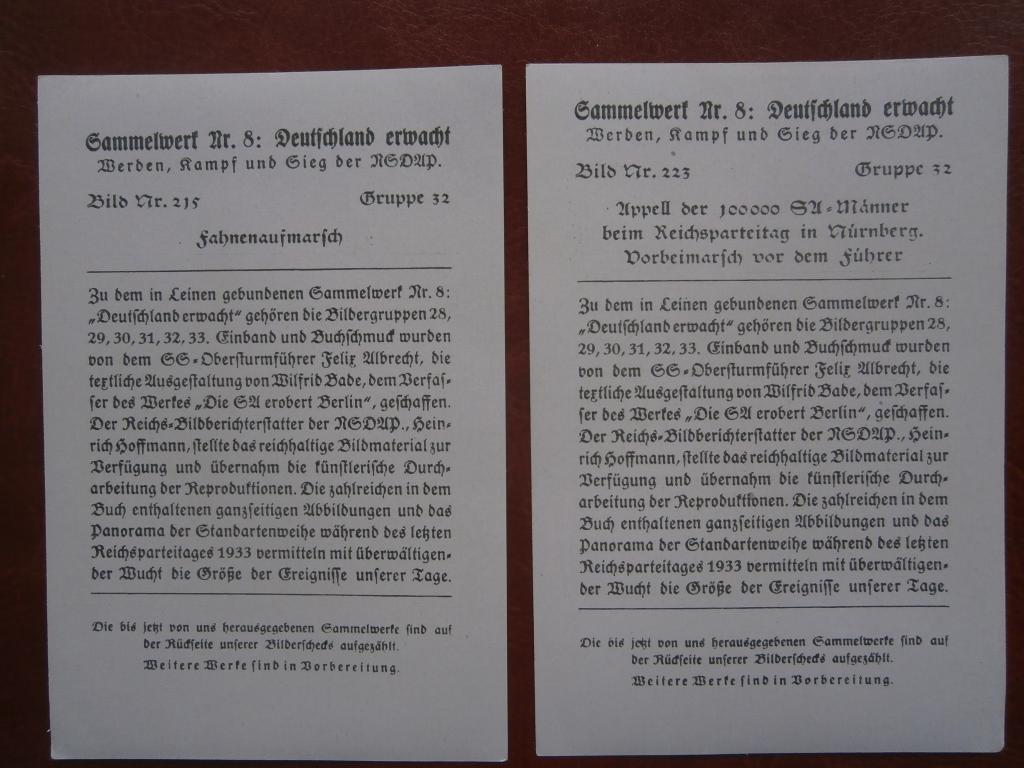 Sammelwerk Nr. 8: Deutschland erwacht
Werden, Kampf und Sieg der NSDAP.
Bild Nr. 215 Gruppe 32
Fahnenaufmarsch
Zu dem in Leinen gebundenen Sammelwerk Nr. 8:
„Deutschland erwacht“ gehören die Bildergruppen 28,
29, 30, 31, 32, 33. Einband und Buchschmuck wurden
von dem SS-Obersturmführer Felix Albrecht, die
textliche Ausgestaltung von Wilfrid Bade, dem Verfas-
ser des Werkes „Die SA erobert Berlin“, geschaffen.
Der Reichs-Bildberichterstatter der NSDAP., Hein-
rich Hoffmann, stellte das reichhaltige Bildmaterial zur
Verfügung und übernahm die künstlerische Durch-
arbeitung der Reproduktionen. Die zahlreichen in dem
Buch enthaltenen ganzseitigen Abbildungen und das
Panorama der Standartenweihe während des letzten
Reichsparteitages 1933 vermitteln mit überwältigen-
der Wucht die Größe der Ereignisse unserer Tage.
Die bis jetzt von uns herausgegebenen Sammelwerke sind auf
der Rückseite unserer Bilderschecks aufgezählt.
Weitere Werke sind in Vorbereitung.
Sammelwerk Nr. 8: Deutschland erwacht
Werden, Kampf und Sieg der NSDAP.
Bild Nr. 223 Gruppe 32
Appell der 100000 SA-Männer
beim Reichsparteitag in Nürnberg.
Vorbeimarsch vor dem Führer
Zu dem in Leinen gebundenen Sammelwerk Nr. 8:
„Deutschland erwacht“ gehören die Bildergruppen 28,
29, 30, 31, 32, 33. Einband und Buchschmuck wurden
von dem SS-Obersturmführer Felix Albrecht, die
textliche Ausgestaltung von Wilfrid Bade, dem Verfas-
ser des Werkes „Die SA erobert Berlin“, geschaffen.
Der Reichs-Bildberichterstatter der NSDAP., Hein-
rich Hoffmann, stellte das reichhaltige Bildmaterial zur
Verfügung und übernahm die künstlerische Durch-
arbeitung der Reproduktionen. Die zahlreichen in dem
Buch enthaltenen ganzseitigen Abbildungen und das
Panorama der Standartenweihe während des letzten
Reichsparteitages 1933 vermitteln mit überwältigen-
der Wucht die Größe der Ereignisse unserer Tage.
Die bis jetzt von uns herausgegebenen Sammelwerke sind auf
der Rückseite unserer Bilderschecks aufgezählt.
Weitere Werke sind in Vorbereitung.